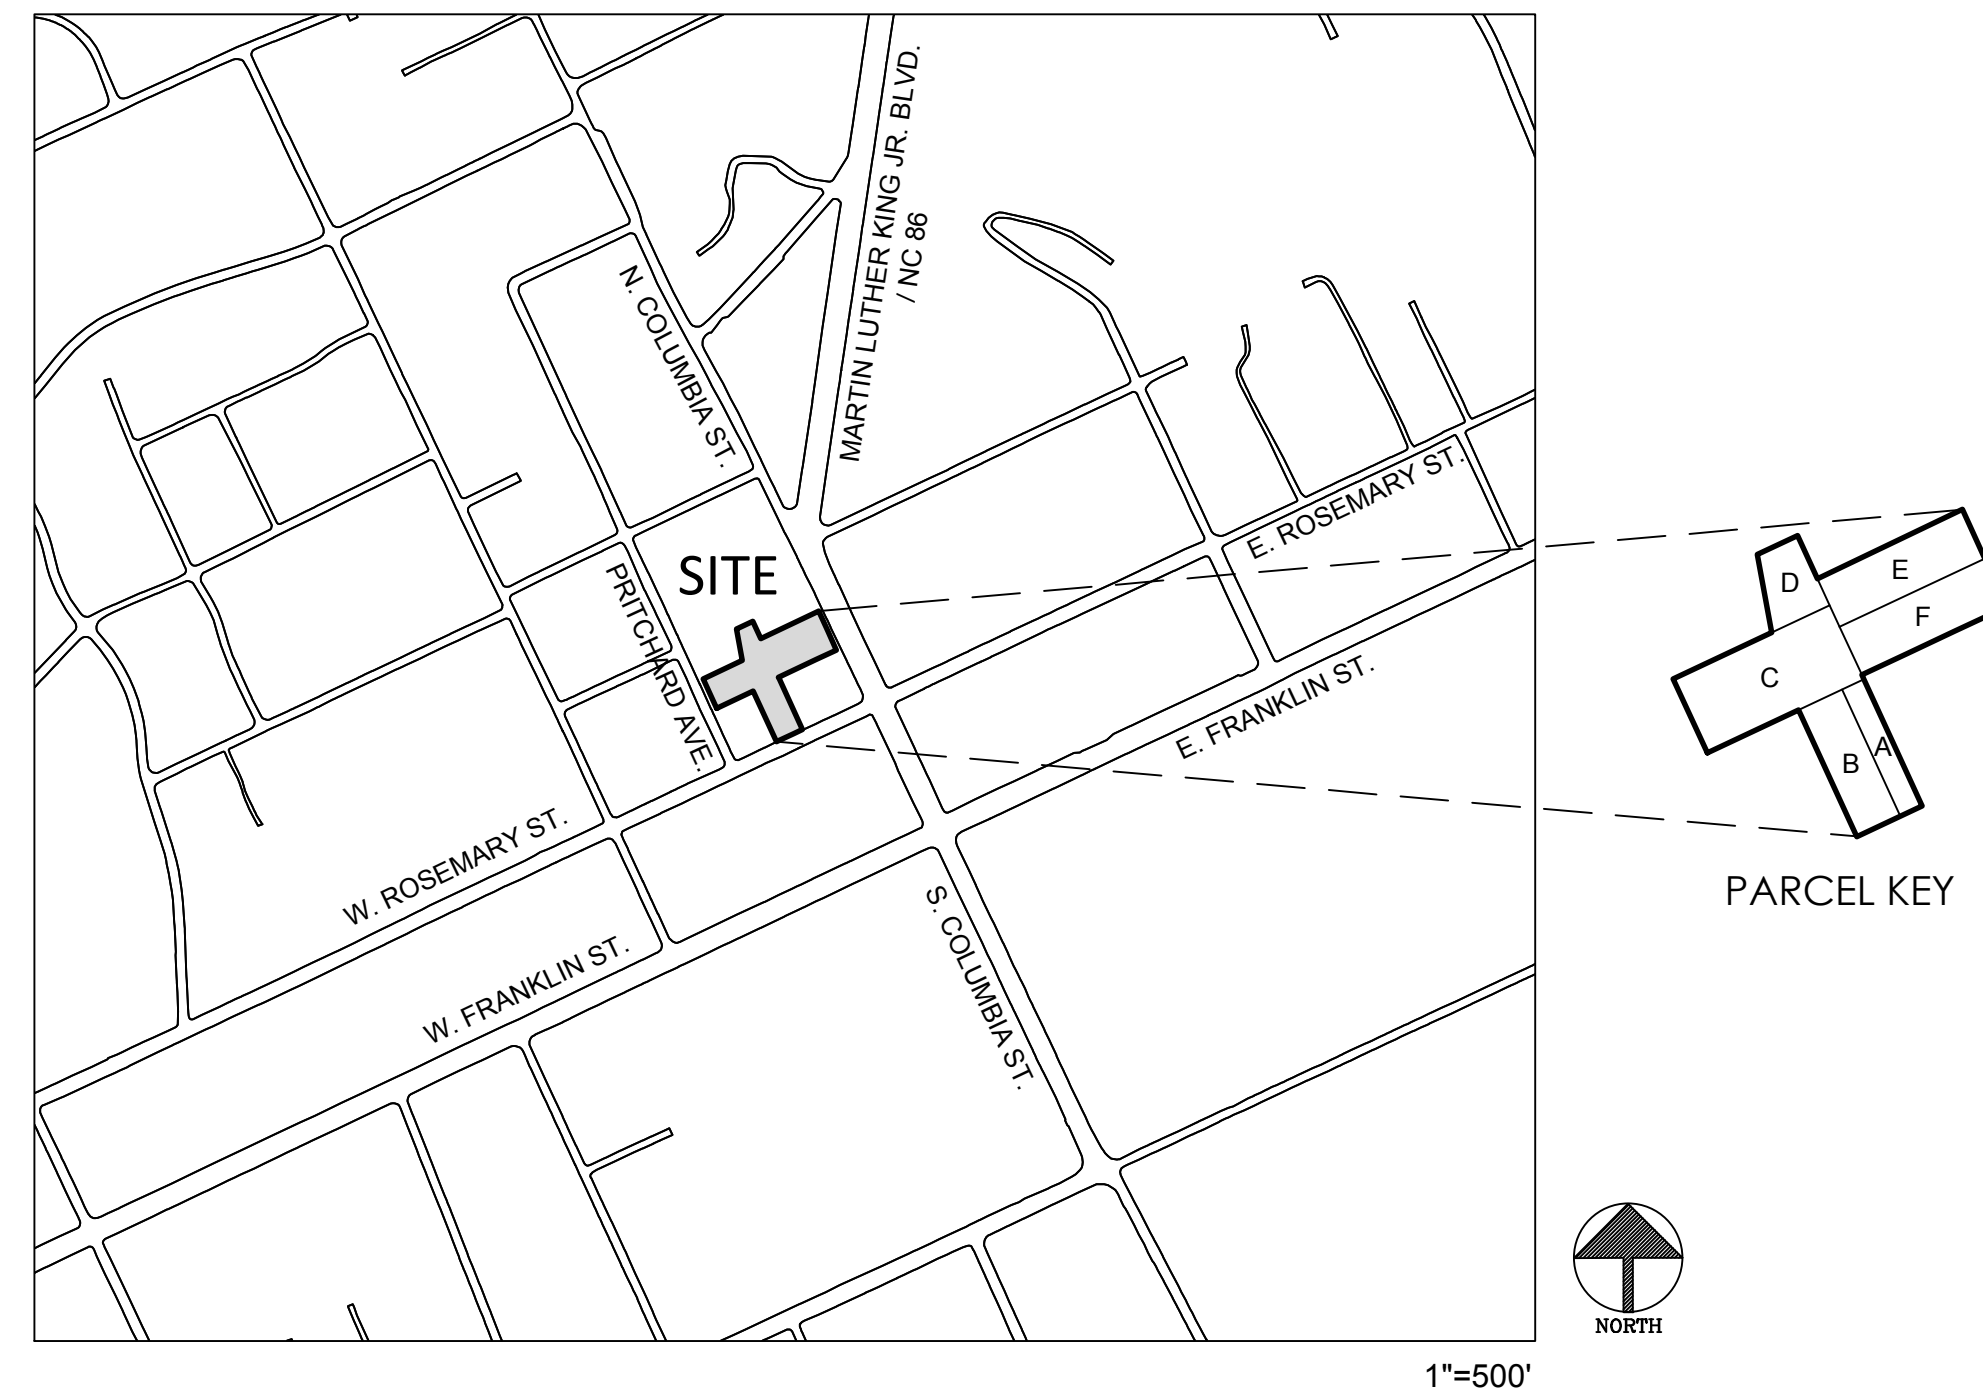 MARTIN LUTHER KING JR. BLVD.
/ NC 86
N. COLUMBIA ST.
E. ROSEMARY ST.
SITE
PRITCHARD AVE.
E. FRANKLIN ST.
W. ROSEMARY ST.
W. FRANKLIN ST.
S. COLUMBIA ST.
D
E
F
C
A
B
PARCEL KEY
NORTH
1"=500'